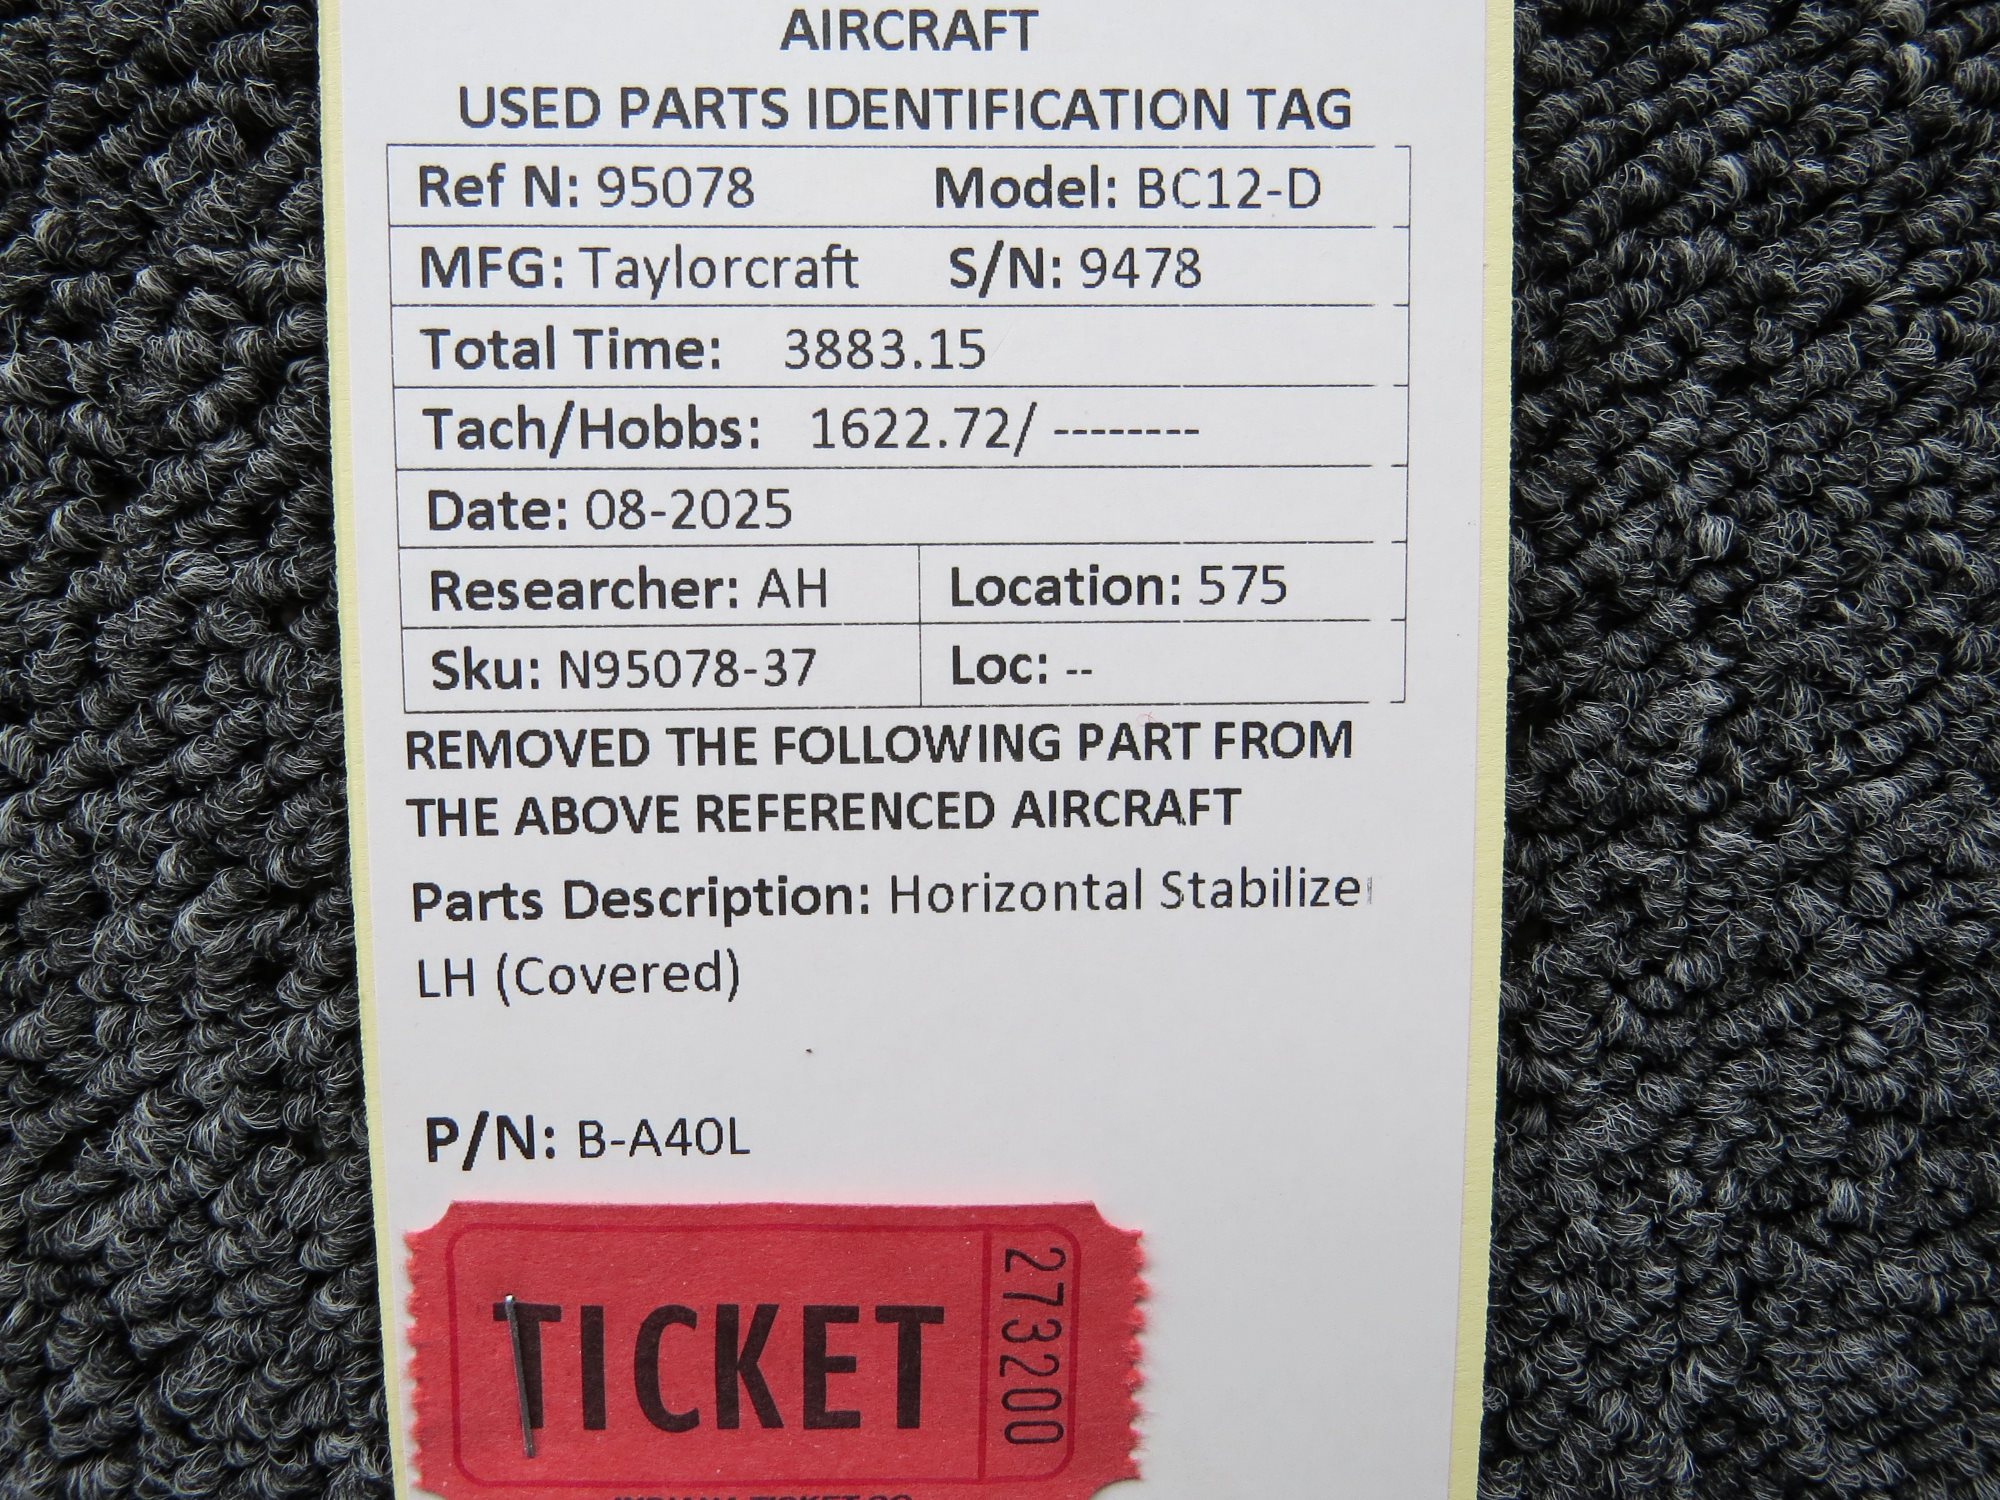 AIRCRAFT
USED PARTS IDENTIFICATION TAG
Ref N: 95078 Model: BC12-D
MFG: Taylorcraft S/N: 9478
Total Time: 3883.15
Tach/Hobbs: 1622.72/ --------
Date: 08-2025
Researcher: AH Location: 575
Sku: N95078-37 Loc: --
REMOVED THE FOLLOWING PART FROM
THE ABOVE REFERENCED AIRCRAFT
Parts Description: Horizontal Stabilizer
LH (Covered)
P/N: B-A40L
TICKET
273200